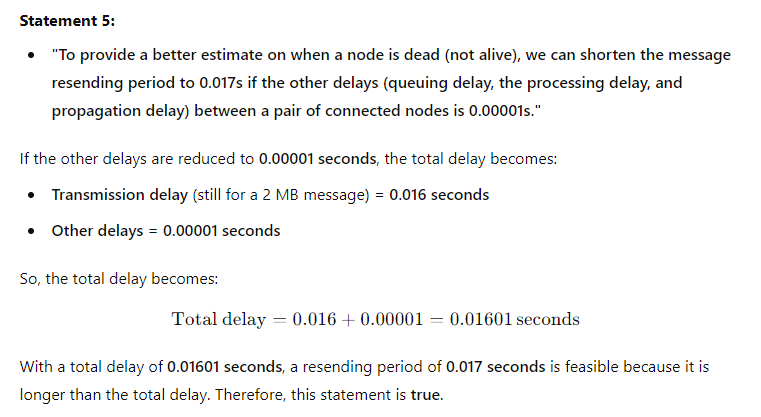 Statement 5:
• "To provide a better estimate on when a node is dead (not alive), we can shorten the message
resending period to 0.017s if the other delays (queuing delay, the processing delay, and
propagation delay) between a pair of connected nodes is 0.00001s."
If the other delays are reduced to 0.00001 seconds, the total delay becomes:
• Transmission delay (still for a 2 MB message) = 0.016 seconds
• Other delays = 0.00001 seconds
So, the total delay becomes:
Total delay = 0.016 + 0.00001 = 0.01601 seconds
With a total delay of 0.01601 seconds, a resending period of 0.017 seconds is feasible because it is
longer than the total delay. Therefore, this statement is true.